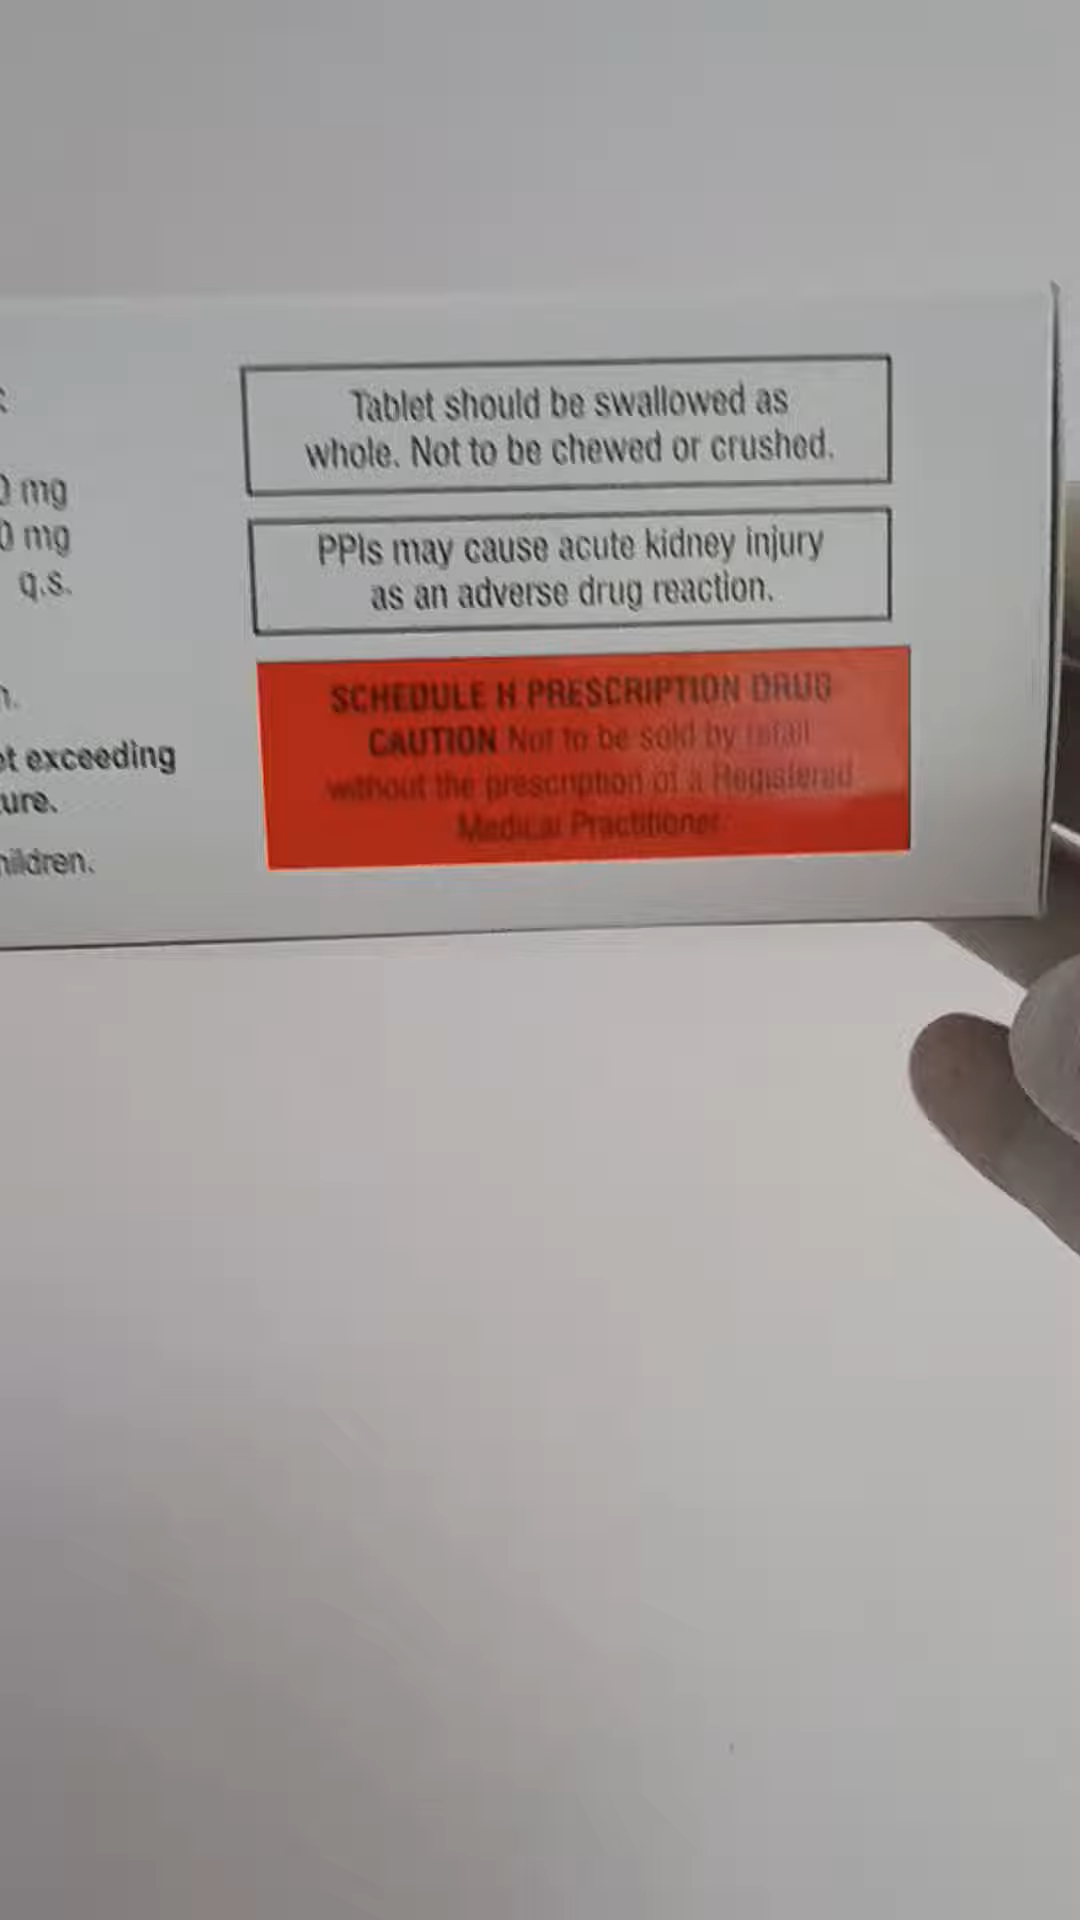 Tablet should be swallowed as
whole. Not to be chewed or crushed.
PPIs may cause acute kidney injury
as an adverse drug reaction.
SCHEDULE H PRESCRIPTION DRUG
CAUTION Not to be sold by retail
without the prescription of a Registered
Medical Practitioner.
0 mg
0 mg
q.s.
exceeding